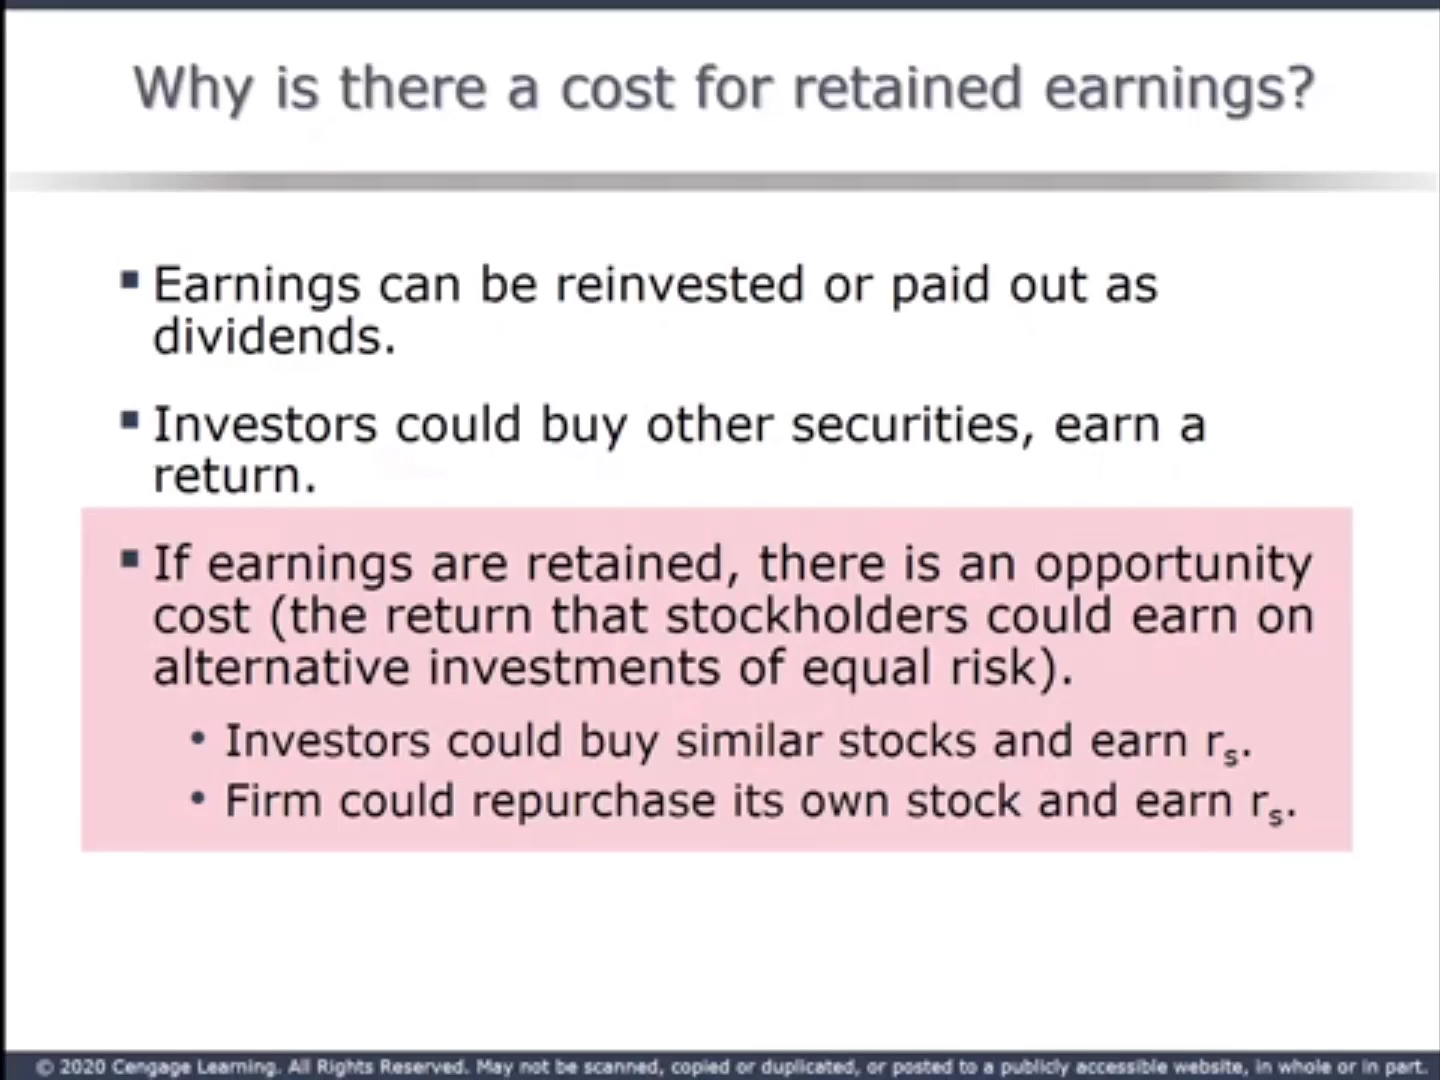 Why is there a cost for retained earnings?
▪ Earnings can be reinvested or paid out as
dividends.
▪ Investors could buy other securities, earn a
return.
▪ If earnings are retained, there is an opportunity
cost (the return that stockholders could earn on
alternative investments of equal risk).
• Investors could buy similar stocks and earn rₛ.
• Firm could repurchase its own stock and earn rₛ.
© 2020 Cengage Learning. All Rights Reserved. May not be scanned, copied or duplicated, or posted to a publicly accessible website, in whole or in part.